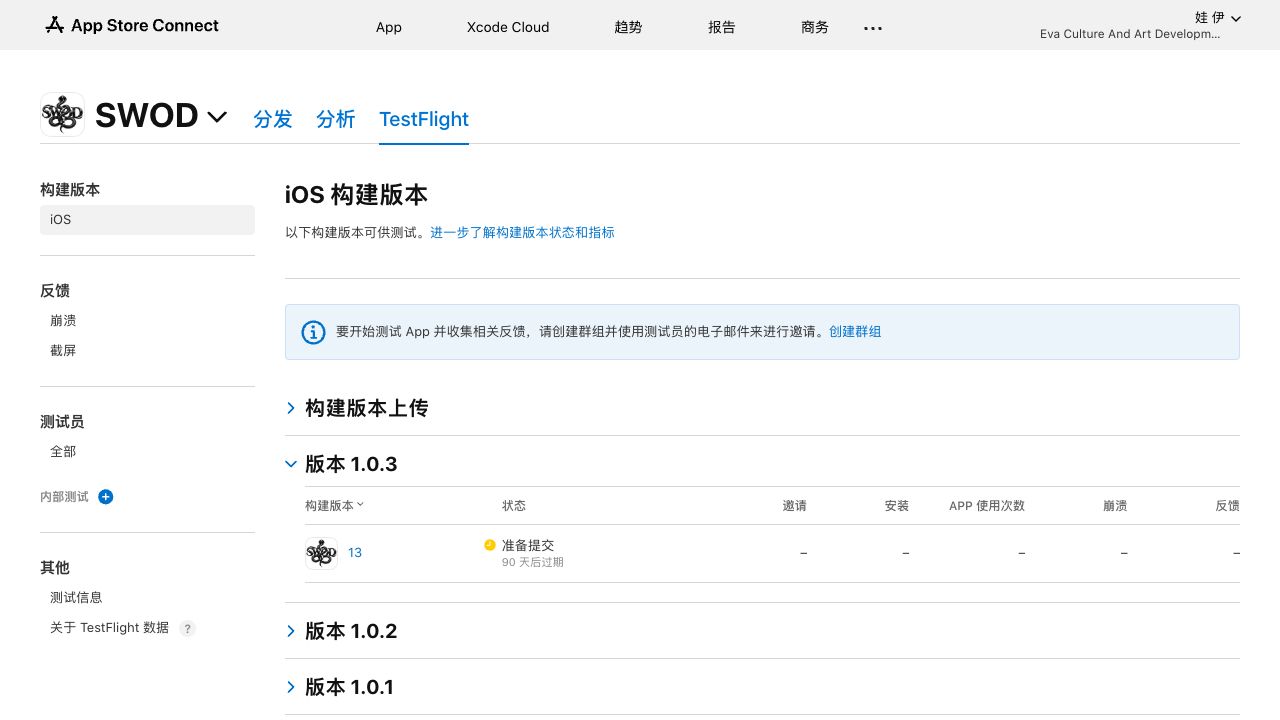 App Store Connect
App
Xcode Cloud
趋势
报告
商务
娃 伊
Eva Culture And Art Developm...
SWOD
SWOD
分发
分析
TestFlight
构建版本
iOS
反馈
崩溃
截屏
测试员
全部
内部测试
其他
测试信息
关于 TestFlight 数据 ?
iOS 构建版本
以下构建版本可供测试。进一步了解构建版本状态和指标
要开始测试 App 并收集相关反馈，请创建群组并使用测试员的电子邮件来进行邀请。创建群组
构建版本上传
版本 1.0.3
构建版本 状态 邀请 安装 APP 使用次数 崩溃 反馈
SWOD 13 准备提交 – – – – –
90 天后过期
版本 1.0.2
版本 1.0.1